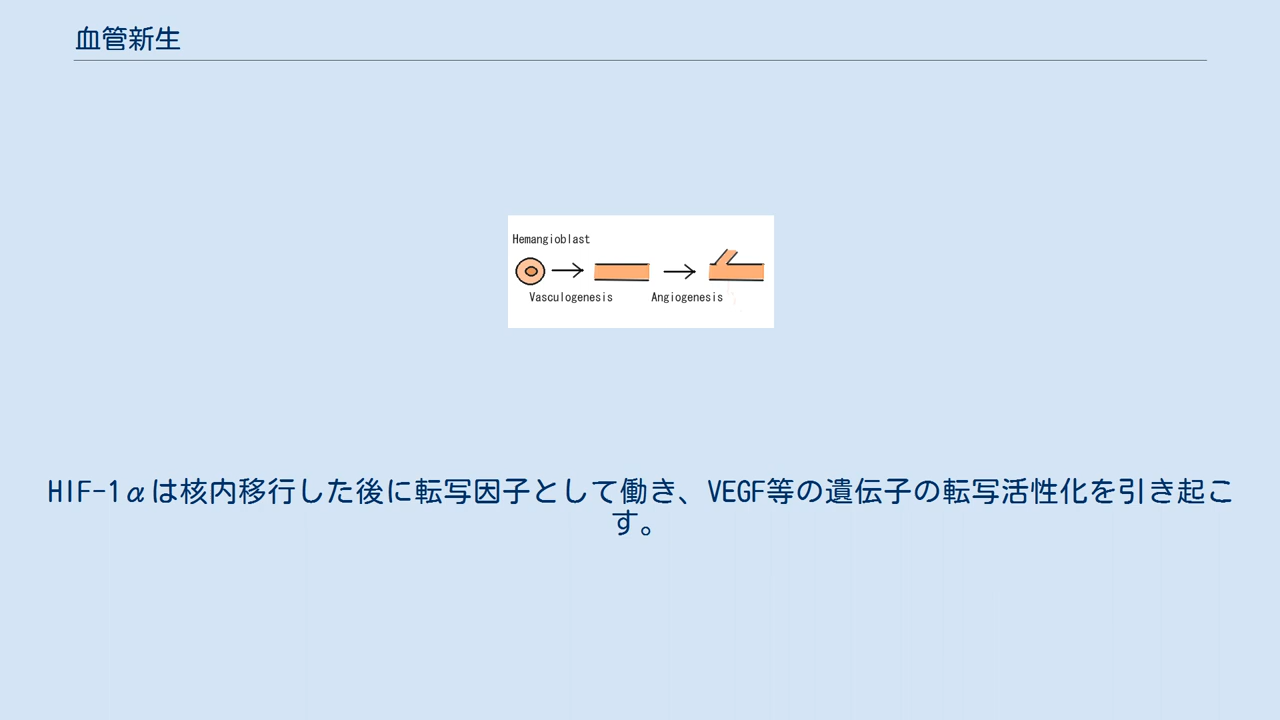 血管新生
Hemangioblast
Vasculogenesis
Angiogenesis
HIF-1αは核内移行した後に転写因子として働き、VEGF等の遺伝子の転写活性化を引き起こ
す。